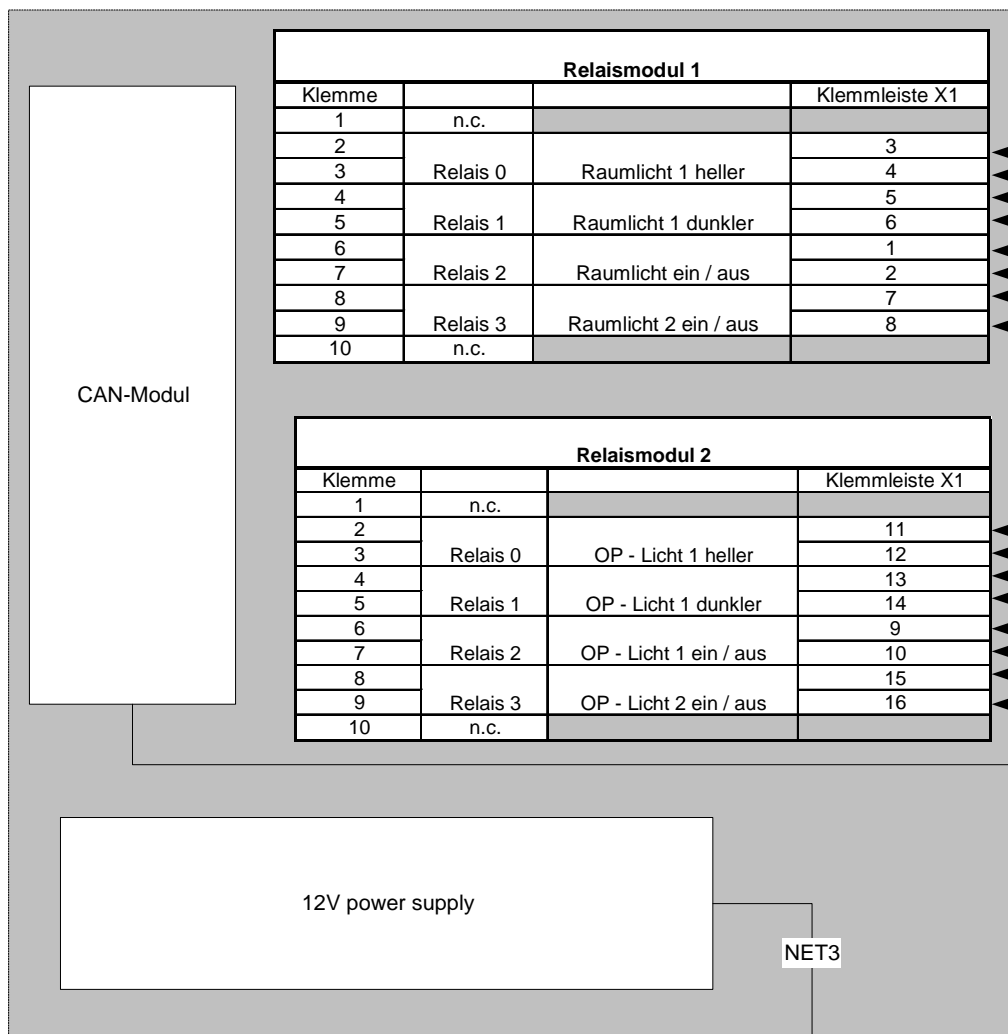 Relaismodul 1
Klemme Klemmleiste X1
1 n.c.
2 3
3 Relais 0 Raumlicht 1 heller 4
4 5
5 Relais 1 Raumlicht 1 dunkler 6
6 1
7 Relais 2 Raumlicht ein / aus 2
8 7
9 Relais 3 Raumlicht 2 ein / aus 8
10 n.c.
CAN-Modul
Relaismodul 2
Klemme Klemmleiste X1
1 n.c.
2 11
3 Relais 0 OP - Licht 1 heller 12
4 13
5 Relais 1 OP - Licht 1 dunkler 14
6 9
7 Relais 2 OP - Licht 1 ein / aus 10
8 15
9 Relais 3 OP - Licht 2 ein / aus 16
10 n.c.
12V power supply
NET3